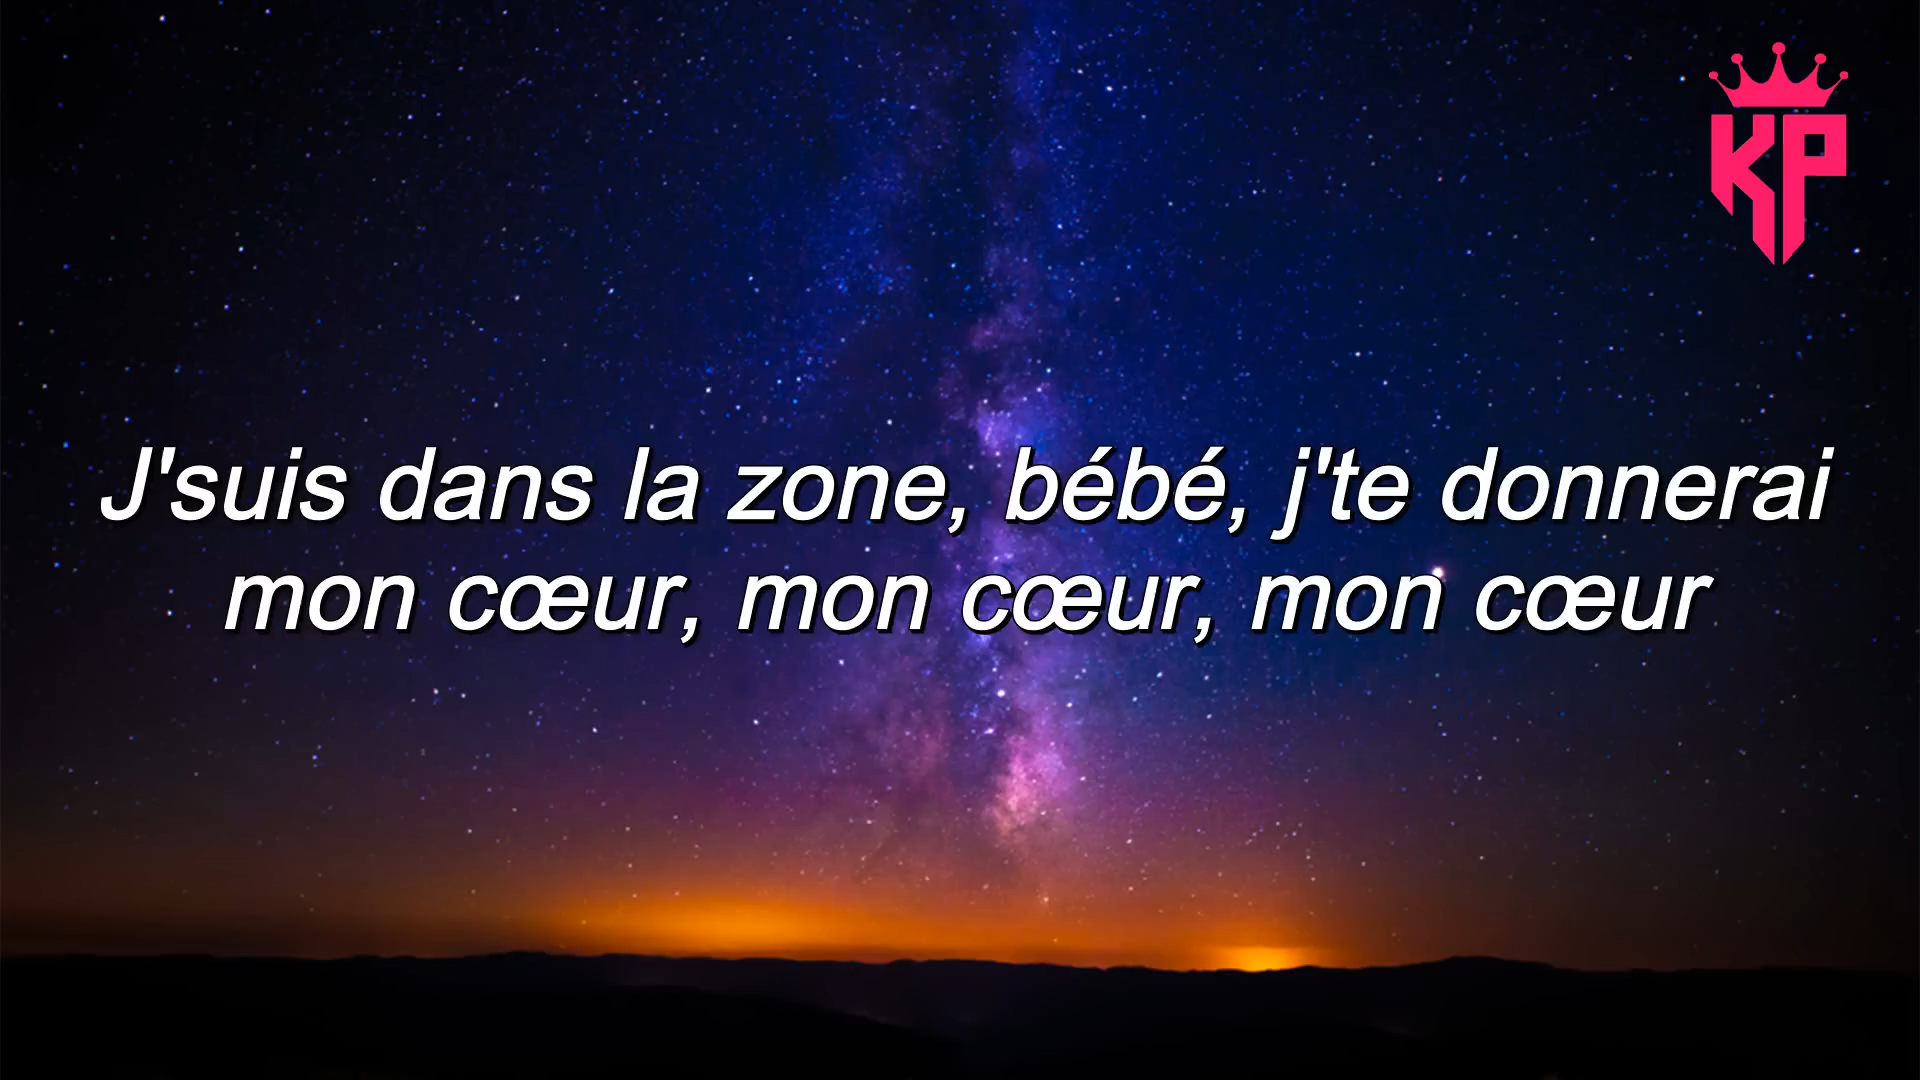 KP
J'suis dans la zone, bébé, j'te donnerai
mon cœur, mon cœur, mon cœur